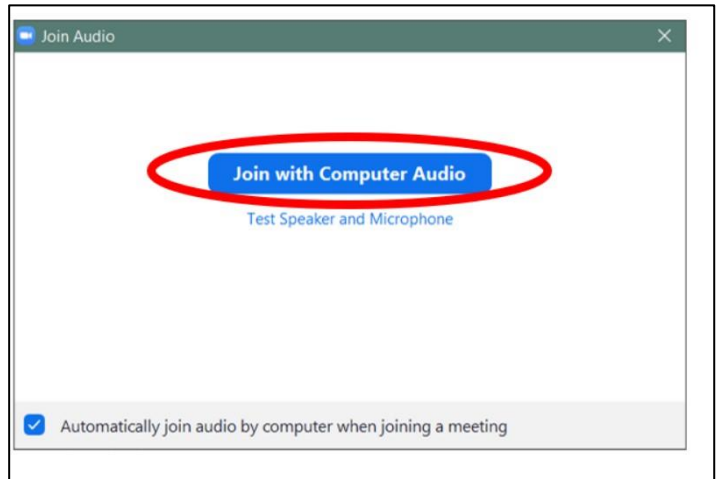 Join Audio
Join with Computer Audio
Test Speaker and Microphone
Automatically join audio by computer when joining a meeting